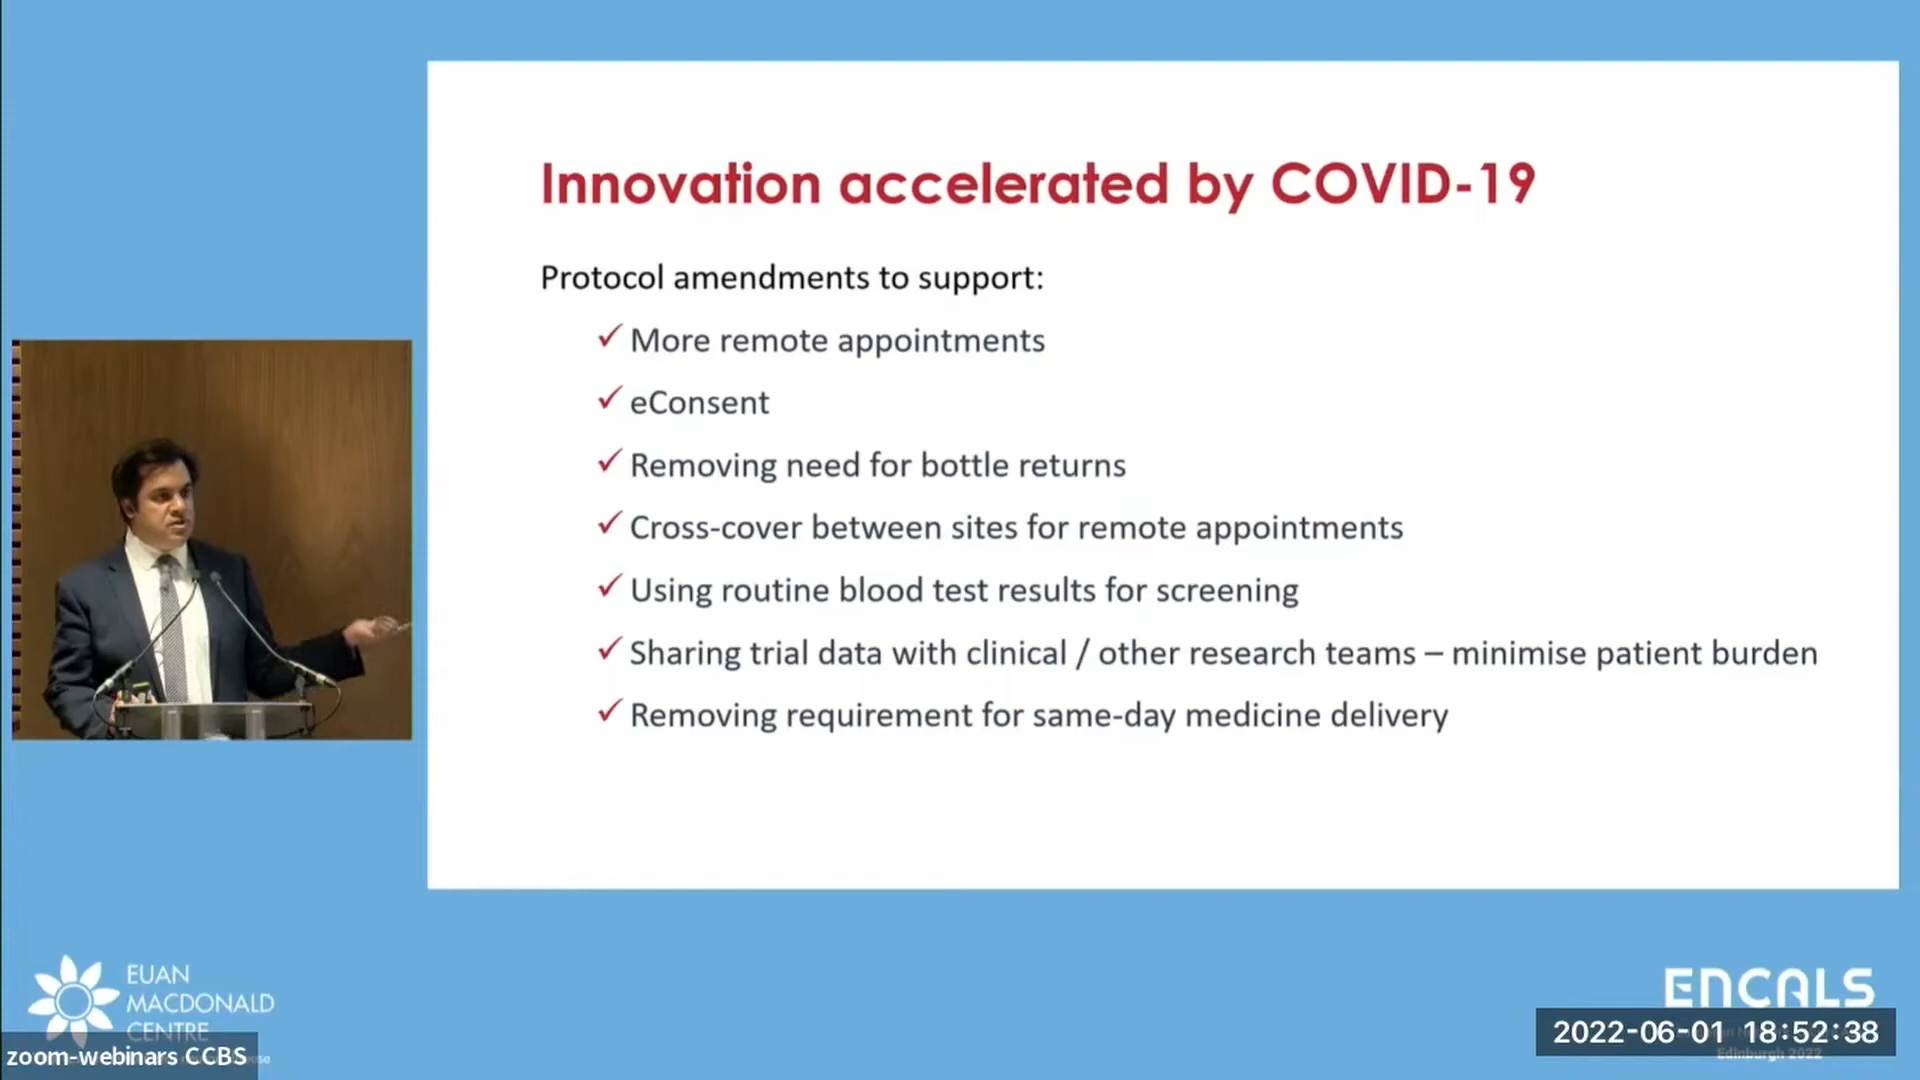 Innovation accelerated by COVID-19
Protocol amendments to support:
✓ More remote appointments
✓ eConsent
✓ Removing need for bottle returns
✓ Cross-cover between sites for remote appointments
✓ Using routine blood test results for screening
✓ Sharing trial data with clinical / other research teams – minimise patient burden
✓ Removing requirement for same-day medicine delivery
EUAN
MACDONALD
CENTRE
zoom-webinars CCBS
ENCALS
2022-06-01 18:52:38
Edinburgh 2022